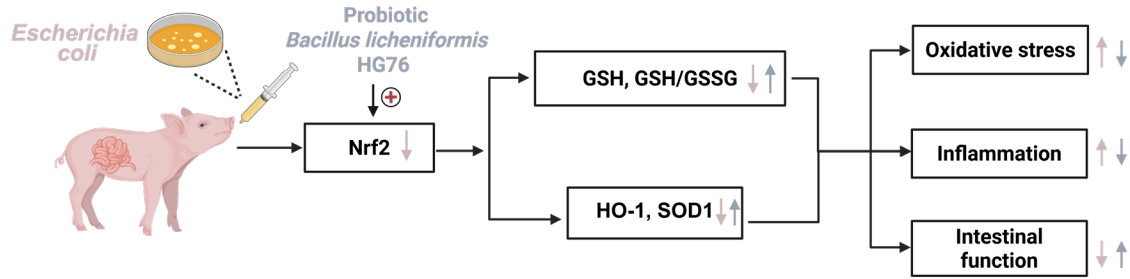 Escherichia
coli
Probiotic
Bacillus licheniformis
HG76
Nrf2
GSH, GSH/GSSG
HO-1, SOD1
Oxidative stress
Inflammation
Intestinal
function